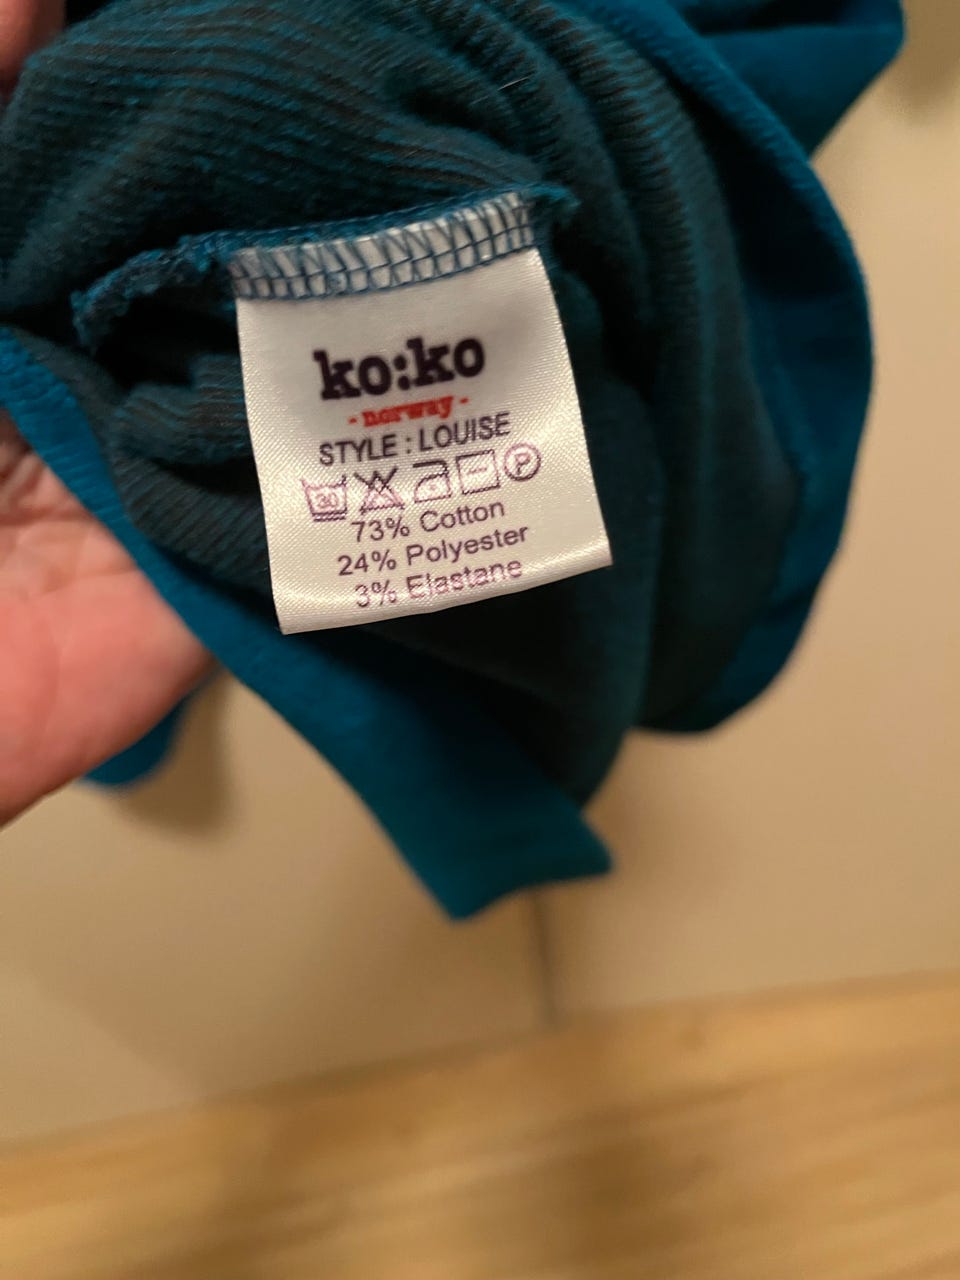 ko:ko
- norway -
STYLE : LOUISE
30 P
73% Cotton
24% Polyester
3% Elastane